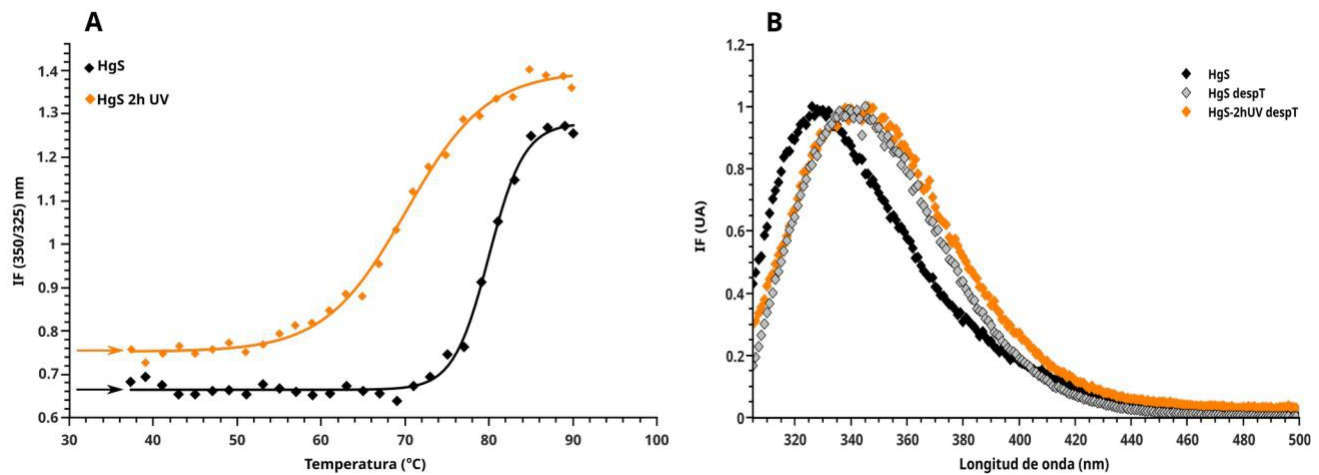 A
HgS
HgS 2h UV
IF (350/325) nm
1.4
1.3
1.2
1.1
1
0.9
0.8
0.7
0.6
30 40 50 60 70 80 90 100
Temperatura (°C)
B
HgS
HgS despT
HgS-2hUV despT
IF (UA)
1.2
1
0.8
0.6
0.4
0.2
0
320 340 360 380 400 420 440 460 480 500
Longitud de onda (nm)